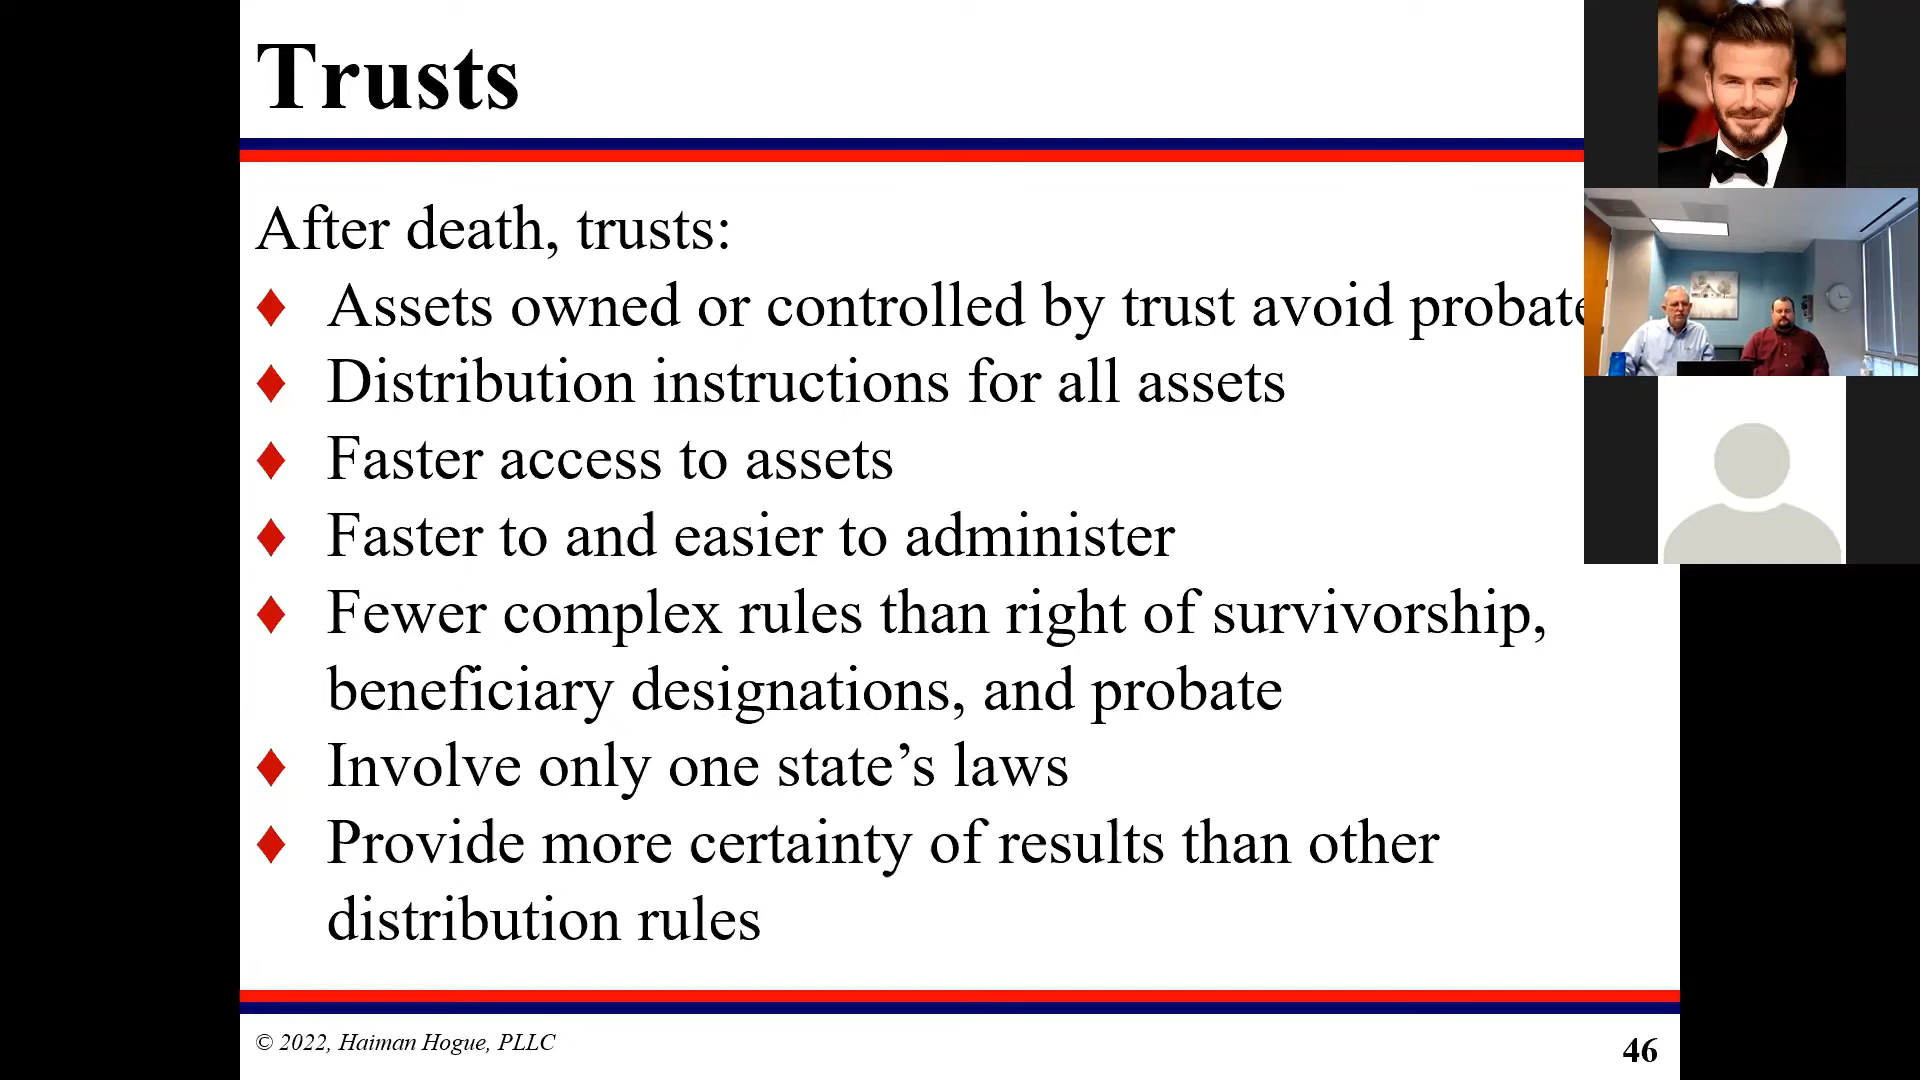 Trusts
After death, trusts:
Assets owned or controlled by trust avoid probate
Distribution instructions for all assets
Faster access to assets
Faster to and easier to administer
Fewer complex rules than right of survivorship,
beneficiary designations, and probate
Involve only one state’s laws
Provide more certainty of results than other
distribution rules
© 2022, Haiman Hogue, PLLC
46